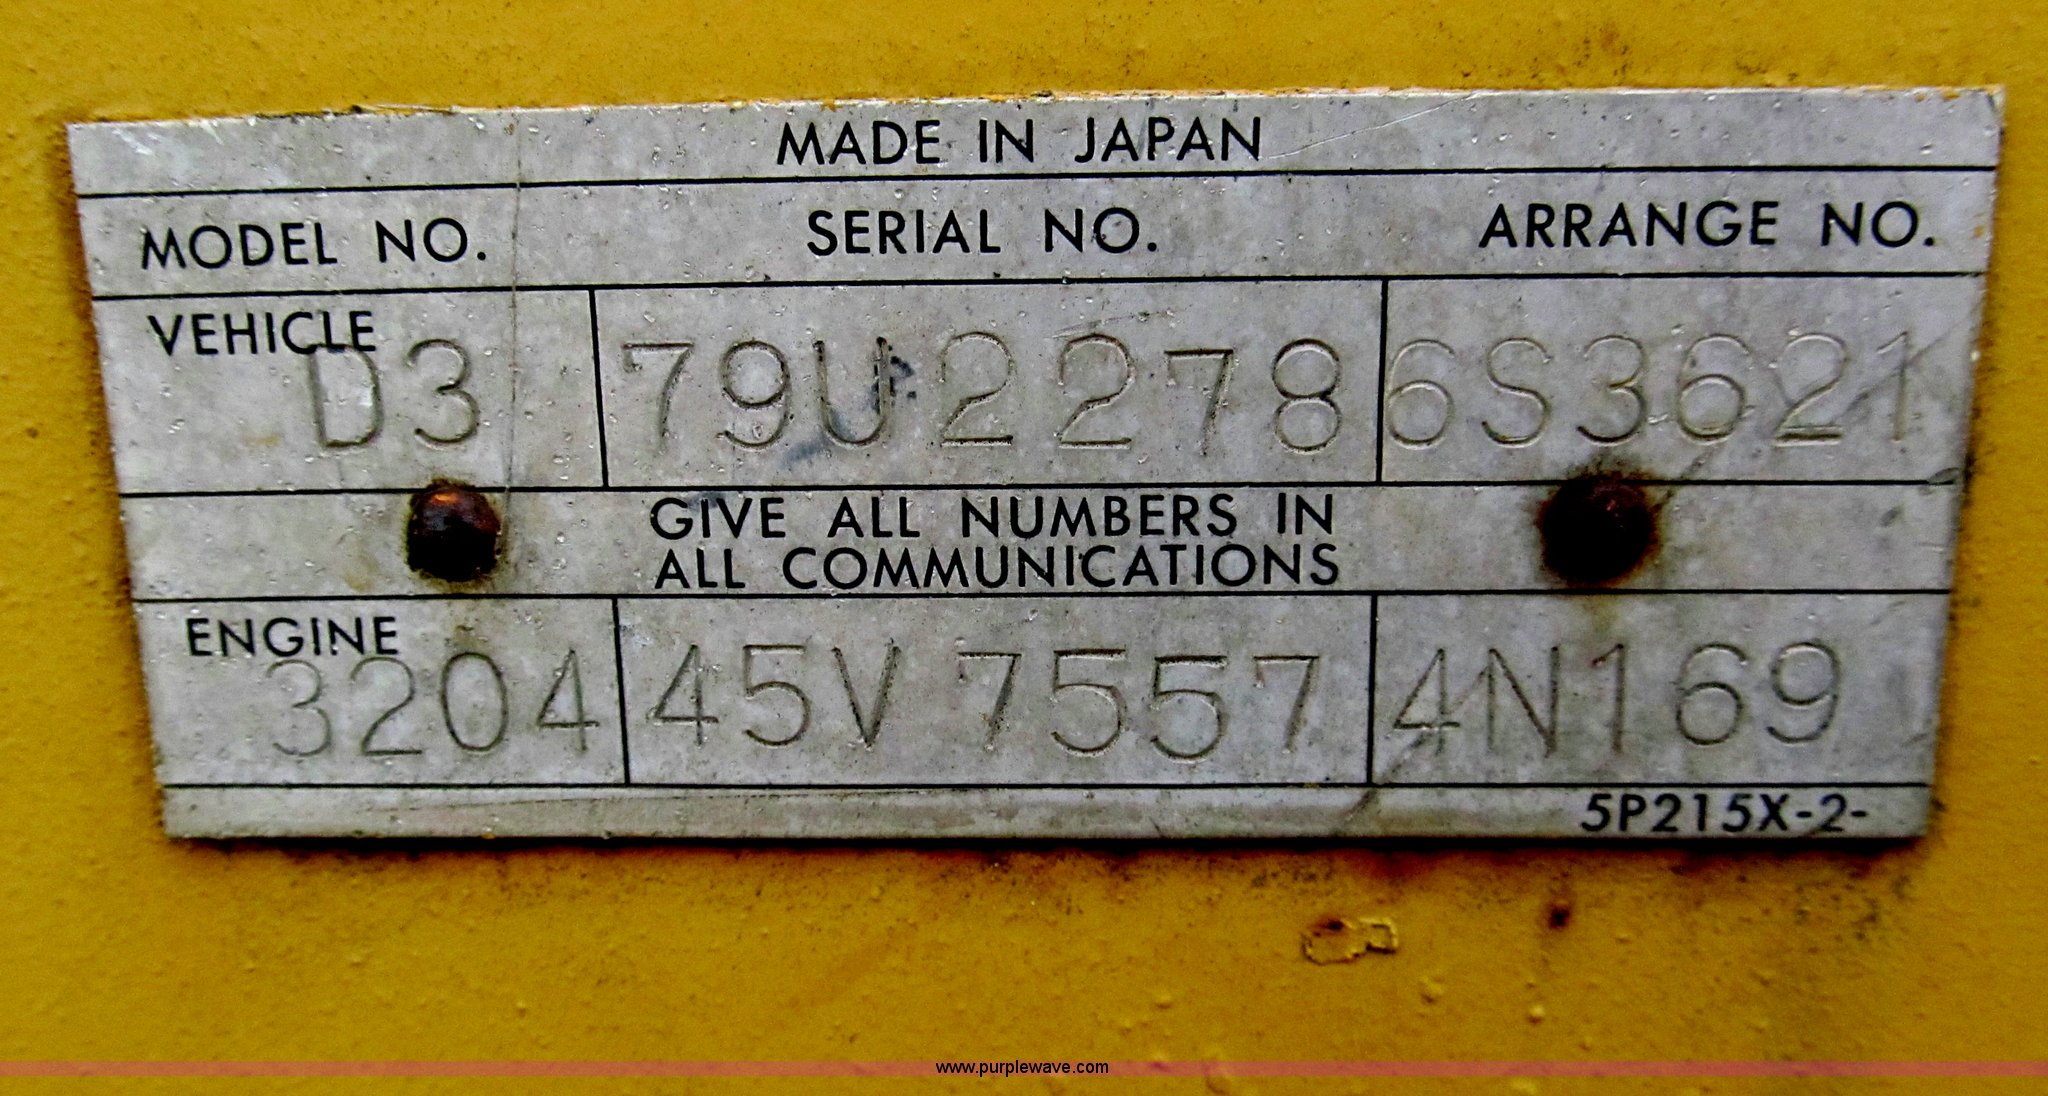 MADE IN JAPAN
MODEL NO. SERIAL NO. ARRANGE NO.
VEHICLE
D3 79U2278 6S3621
GIVE ALL NUMBERS IN
ALL COMMUNICATIONS
ENGINE
3204 45V7557 4N169
5P215X-2-
www.purplewave.com